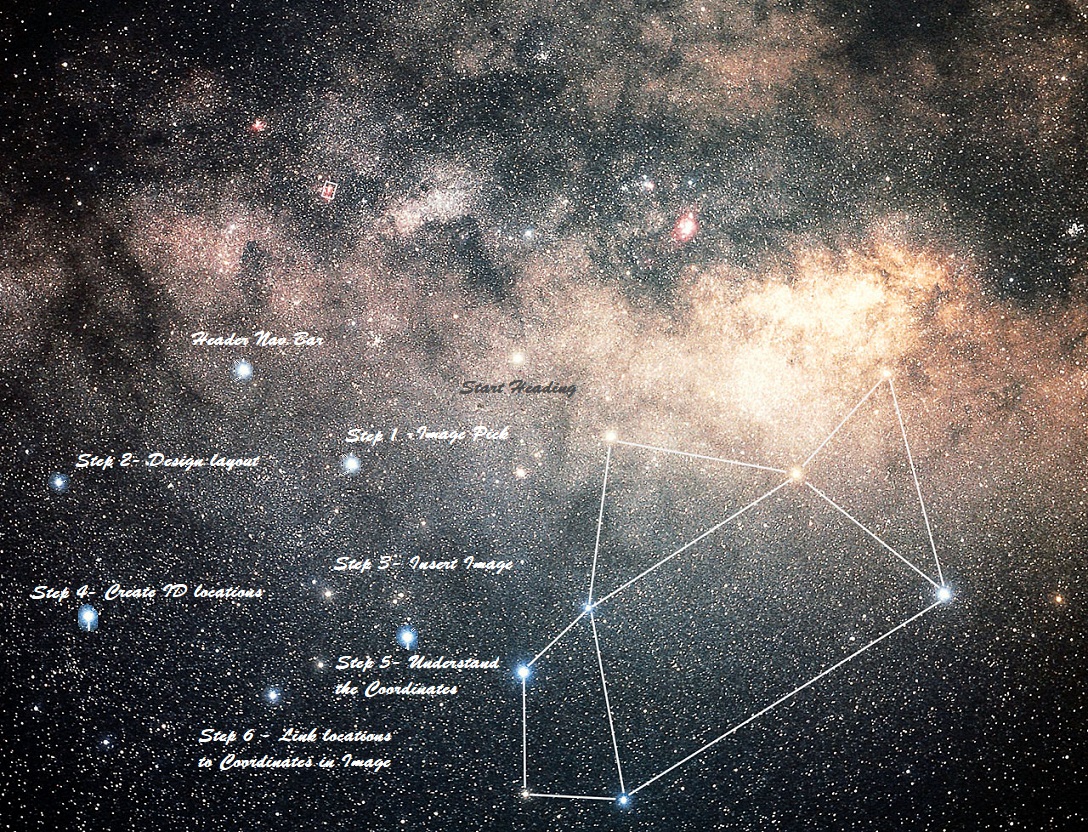 Header Nav Bar
Start Heading
Step 1 - Image Pick
Step 2- Design layout
Step 3- Insert Image
Step 4- Create ID locations
Step 5- Understand
the Coordinates
Step 6 - Link locations
to Coordinates in Image